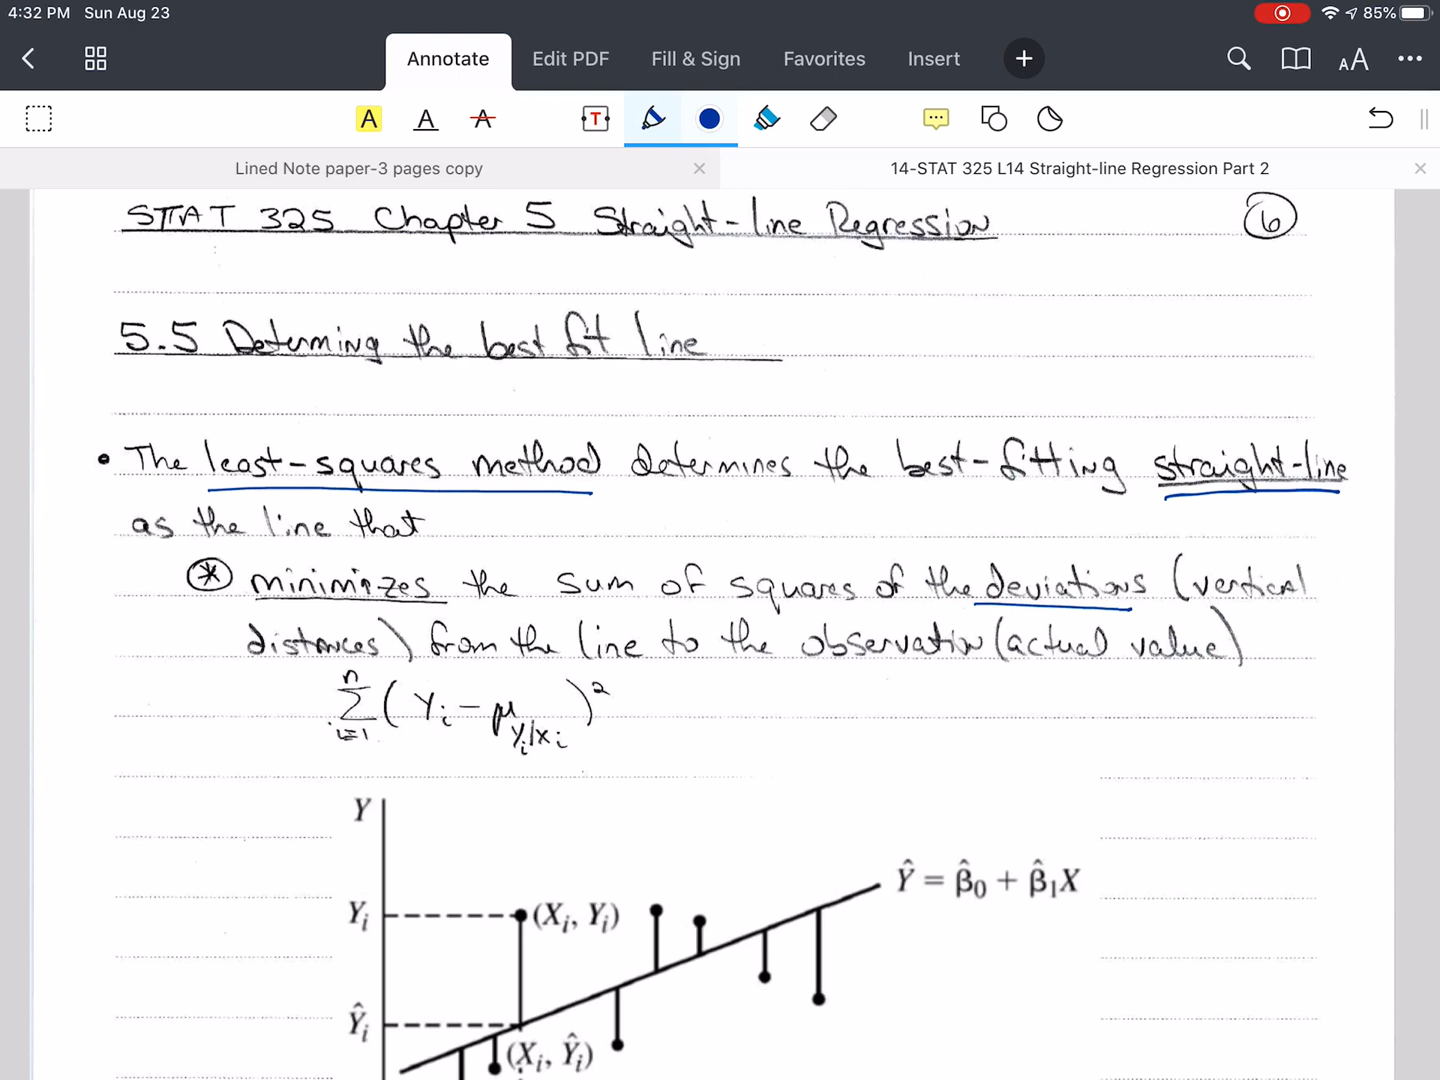 4:32 PM Sun Aug 23 85%
Annotate Edit PDF Fill & Sign Favorites Insert
AA
A A A T
Lined Note paper-3 pages copy 14-STAT 325 L14 Straight-line Regression Part 2
STAT 325 Chapter 5 Straight-line Regression 6
5.5 Determing the best fit line
• The least-squares method determines the best-fitting straight-line
as the line that
* minimizes the sum of squares of the deviations (vertical
distances) from the line to the observation (actual value)
n
Σ (Yᵢ - μ Yᵢ|Xᵢ )²
i=1
Y
Ŷ = β̂₀ + β̂₁X
Yᵢ (Xᵢ, Yᵢ)
Ŷᵢ
(Xᵢ, Ŷᵢ)